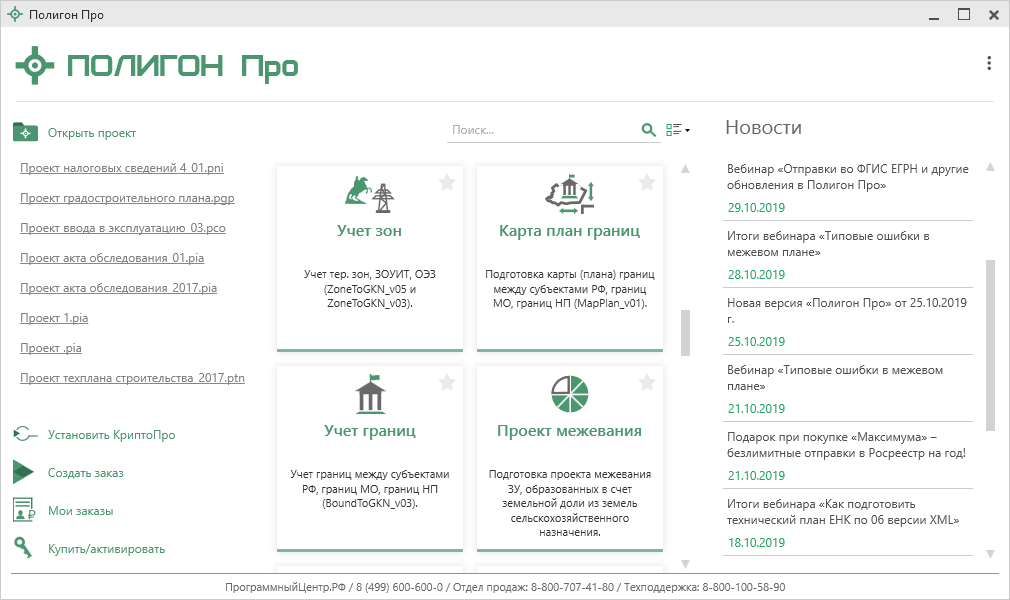 Полигон Про
ПОЛИГОН Про
Открыть проект
Проект налоговых сведений 4_01.pni
Проект градостроительного плана.pgp
Проект ввода в эксплуатацию_03.pco
Проект акта обследования_01.pia
Проект акта обследования_2017.pia
Проект 1.pia
Проект .pia
Проект техплана строительства_2017.ptn
Установить КриптоПро
Создать заказ
Мои заказы
Купить/активировать
Поиск...
Учет зон
Учет тер. зон, ЗОУИТ, ОЭЗ
(ZoneToGKN_v05 и
ZoneToGKN_v03).
Карта план границ
Подготовка карты (плана) границ
между субъектами РФ, границ
МО, границ НП (MapPlan_v01).
Учет границ
Учет границ между субъектами
РФ, границ МО, границ НП
(BoundToGKN_v03).
Проект межевания
Подготовка проекта межевания
ЗУ, образованных в счет
земельной доли из земель
сельскохозяйственного
назначения.
Новости
Вебинар «Отправки во ФГИС ЕГРН и другие
обновления в Полигон Про»
29.10.2019
Итоги вебинара «Типовые ошибки в
межевом плане»
28.10.2019
Новая версия «Полигон Про» от 25.10.2019
г.
25.10.2019
Вебинар «Типовые ошибки в межевом
плане»
21.10.2019
Подарок при покупке «Максимума» –
безлимитные отправки в Росреестр на год!
21.10.2019
Итоги вебинара «Как подготовить
технический план ЕНК по 06 версии XML»
18.10.2019
ПрограммныйЦентр.РФ / 8 (499) 600-600-0 / Отдел продаж: 8-800-707-41-80 / Техподдержка: 8-800-100-58-90